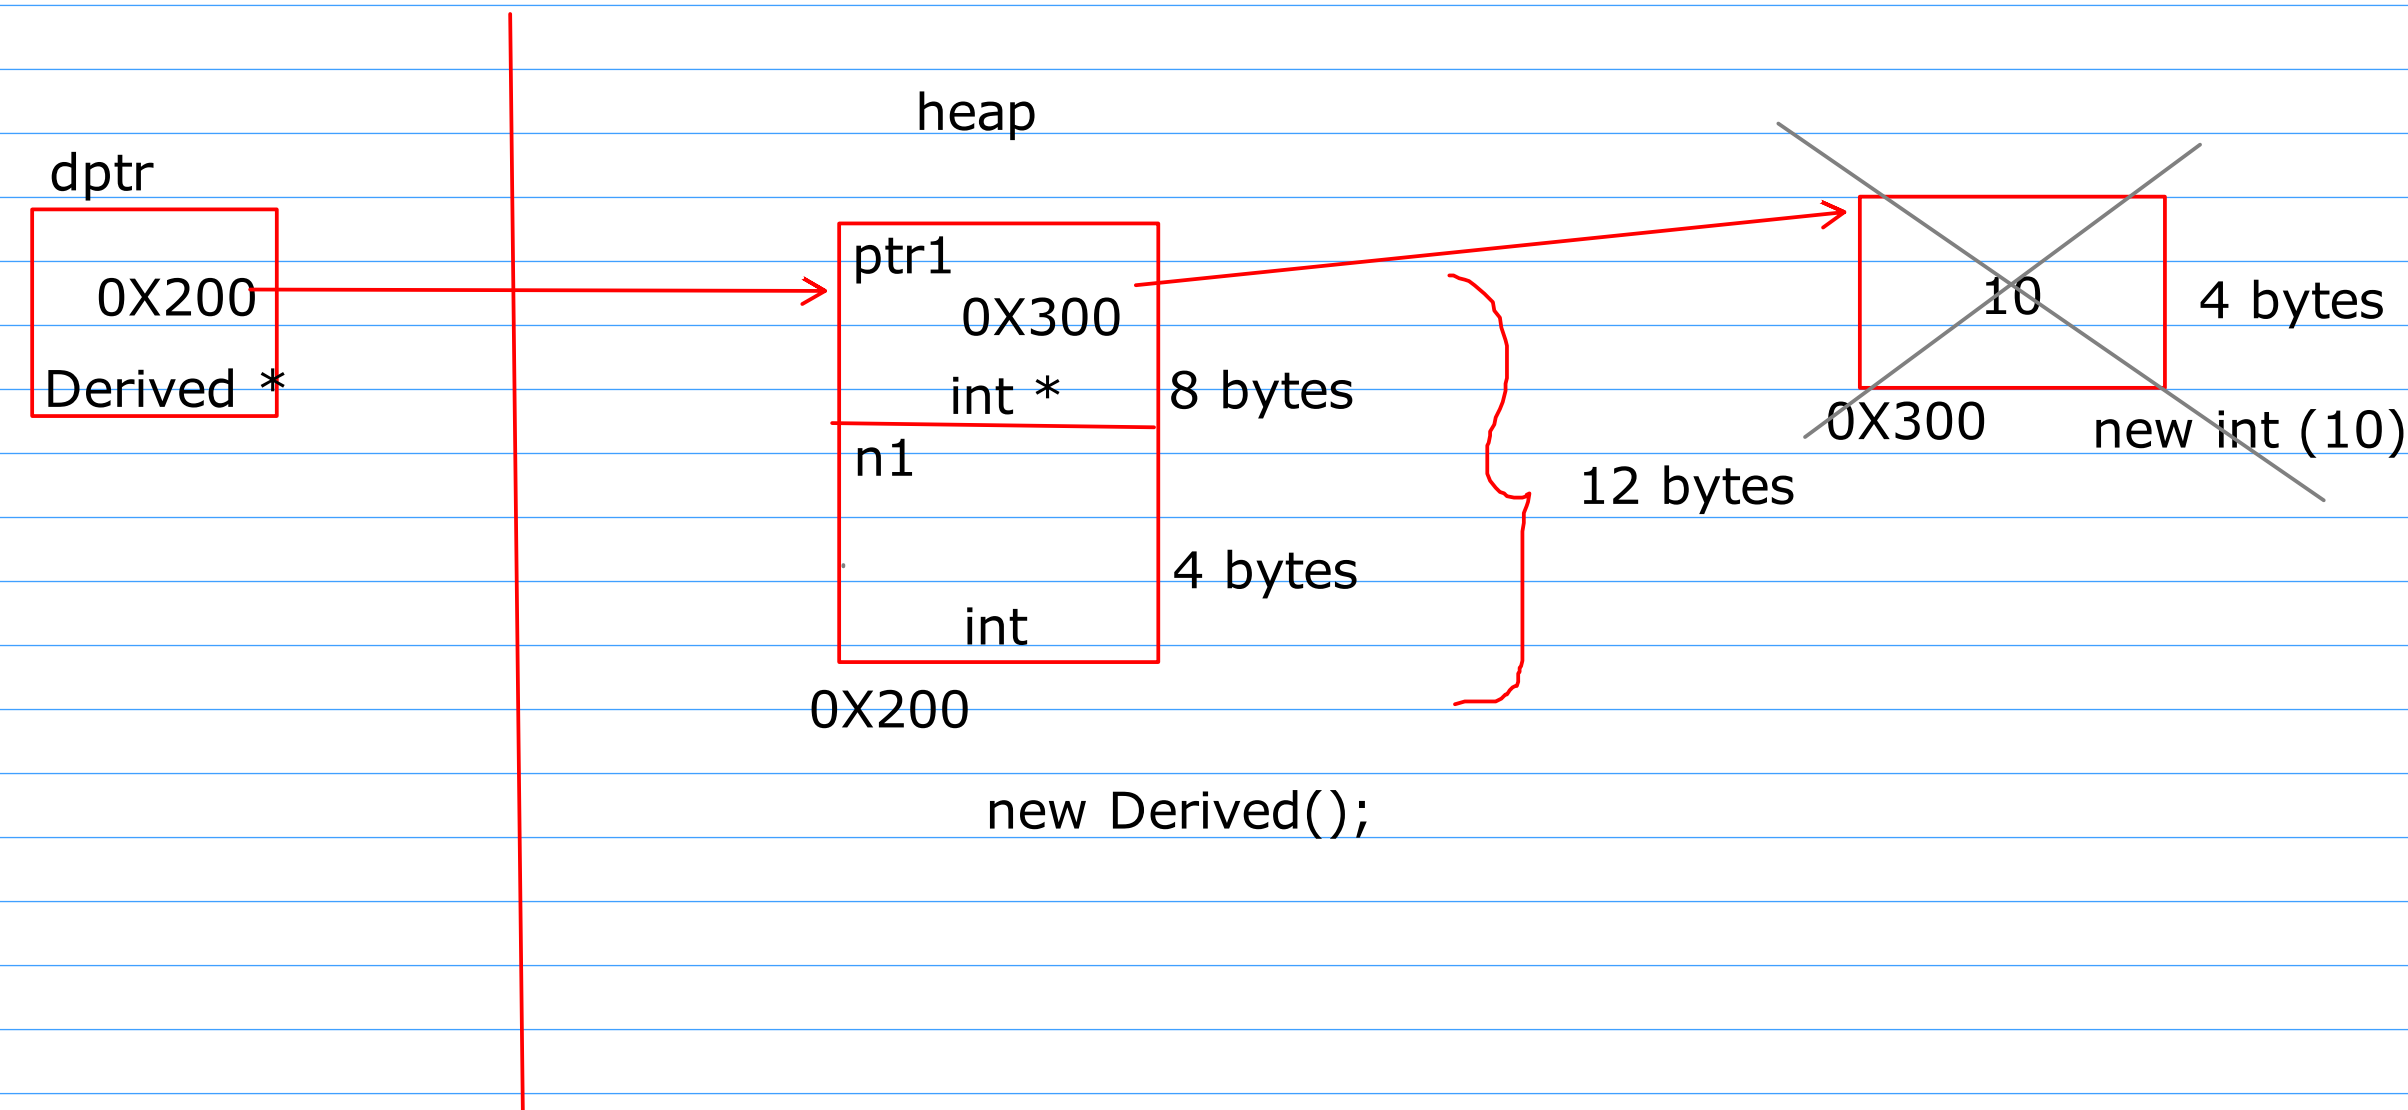 heap
dptr
0X200
Derived *
ptr1
0X300
int *
8 bytes
n1
4 bytes
int
0X200
new Derived();
12 bytes
10
4 bytes
0X300
new int (10)